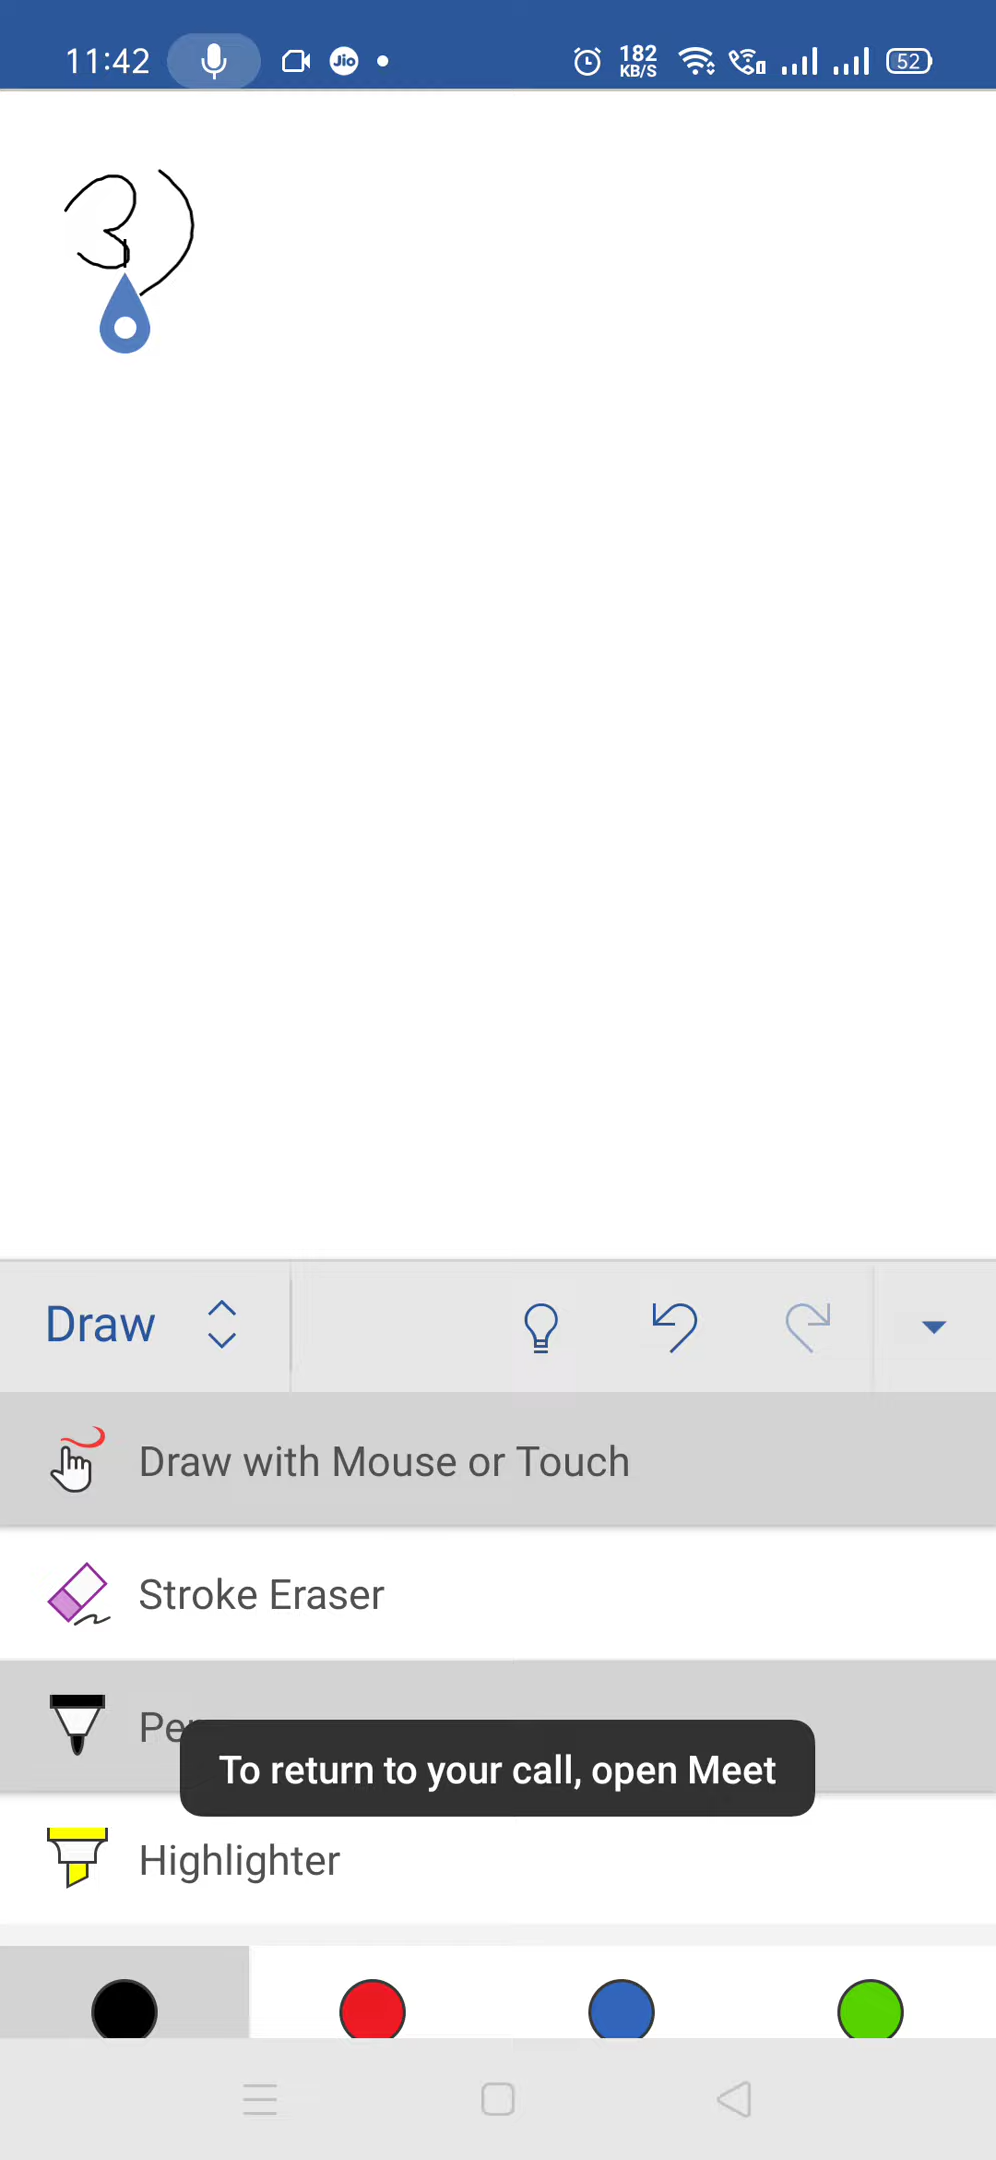 11:42 Jio 182 KB/S 52
3)
Draw
Draw with Mouse or Touch
Stroke Eraser
Pe
To return to your call, open Meet
Highlighter